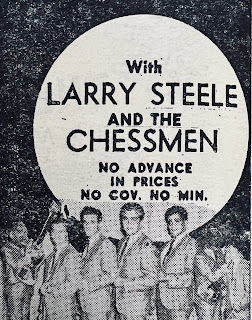 With
LARRY STEELE
AND THE
CHESSMEN
NO ADVANCE
IN PRICES
NO COV. NO MIN.